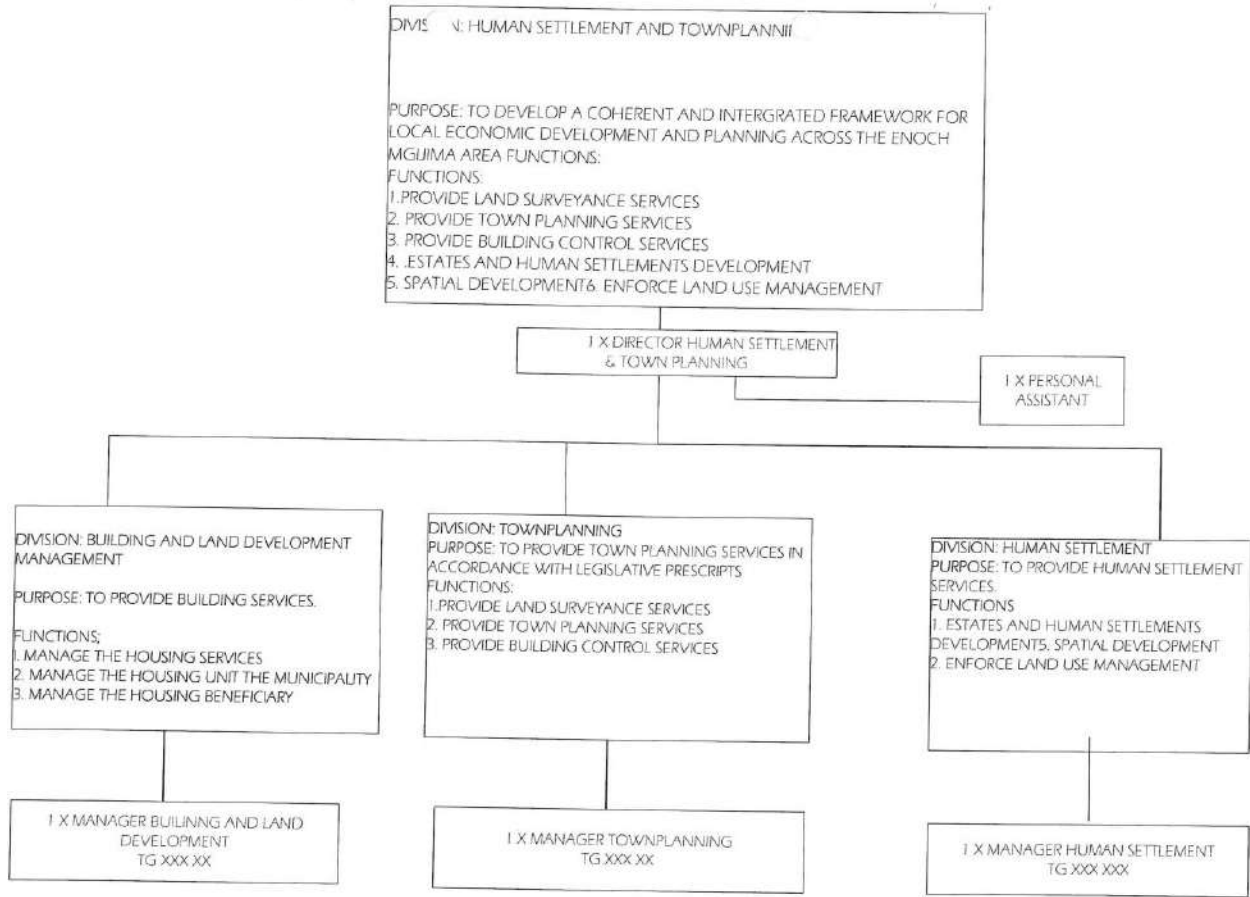 DIVIS N: HUMAN SETTLEMENT AND TOWNPLANNII
PURPOSE: TO DEVELOP A COHERENT AND INTERGRATED FRAMEWORK FOR
LOCAL ECONOMIC DEVELOPMENT AND PLANNING ACROSS THE ENOCH
MGIJIMA AREA FUNCTIONS:
FUNCTIONS:
1.PROVIDE LAND SURVEYANCE SERVICES
2. PROVIDE TOWN PLANNING SERVICES
3. PROVIDE BUILDING CONTROL SERVICES
4. .ESTATES AND HUMAN SETTLEMENTS DEVELOPMENT
5. SPATIAL DEVELOPMENT6. ENFORCE LAND USE MANAGEMENT
1 X DIRECTOR HUMAN SETTLEMENT
& TOWN PLANNING
1 X PERSONAL
ASSISTANT
DIVISION: BUILDING AND LAND DEVELOPMENT
MANAGEMENT
PURPOSE: TO PROVIDE BUILDING SERVICES.
FUNCTIONS;
1. MANAGE THE HOUSING SERVICES
2. MANAGE THE HOUSING UNIT THE MUNICIPALITY
3. MANAGE THE HOUSING BENEFICIARY
DIVISION: TOWNPLANNING
PURPOSE: TO PROVIDE TOWN PLANNING SERVICES IN
ACCORDANCE WITH LEGISLATIVE PRESCRIPTS
FUNCTIONS:
1.PROVIDE LAND SURVEYANCE SERVICES
2. PROVIDE TOWN PLANNING SERVICES
3. PROVIDE BUILDING CONTROL SERVICES
DIVISION: HUMAN SETTLEMENT
PURPOSE: TO PROVIDE HUMAN SETTLEMENT
SERVICES.
FUNCTIONS
1. ESTATES AND HUMAN SETTLEMENTS
DEVELOPMENT5. SPATIAL DEVELOPMENT
2. ENFORCE LAND USE MANAGEMENT
1 X MANAGER BUILINNG AND LAND
DEVELOPMENT
TG XXX XX
1 X MANAGER TOWNPLANNING
TG XXX XX
1 X MANAGER HUMAN SETTLEMENT
TG XXX XXX